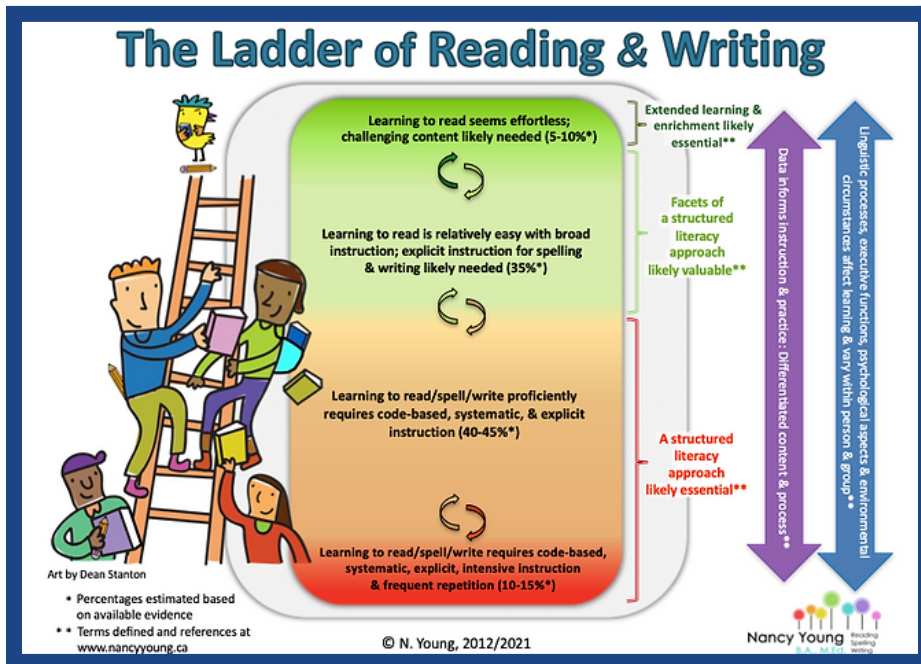 The Ladder of Reading & Writing
Learning to read seems effortless;
challenging content likely needed (5-10%*)
Learning to read is relatively easy with broad
instruction; explicit instruction for spelling
& writing likely needed (35%*)
Learning to read/spell/write proficiently
requires code-based, systematic, & explicit
instruction (40-45%*)
Learning to read/spell/write requires code-based,
systematic, explicit, intensive instruction
& frequent repetition (10-15%*)
Extended learning &
enrichment likely
essential**
Facets of
a structured
literacy
approach
likely valuable**
A structured
literacy
approach
likely essential**
Data informs instruction & practice: Differentiated content & process**
Linguistic processes, executive functions, psychological aspects & environmental
circumstances affect learning & vary within person & group**
Art by Dean Stanton
* Percentages estimated based
on available evidence
** Terms defined and references at
www.nancyyoung.ca
© N. Young, 2012/2021
Nancy Young
B.A., M.Ed.
Reading
Spelling
Writing